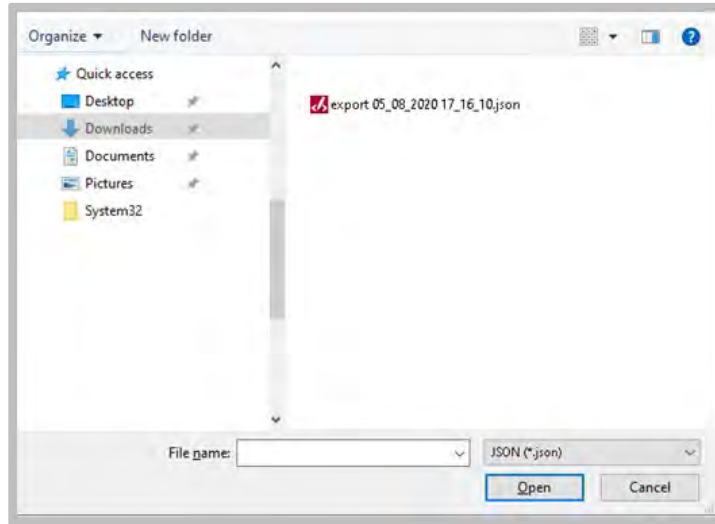 Organize New folder
Quick access
Desktop
Downloads
Documents
Pictures
System32
export 05_08_2020 17_16_10.json
File name: JSON (*.json)
Open Cancel